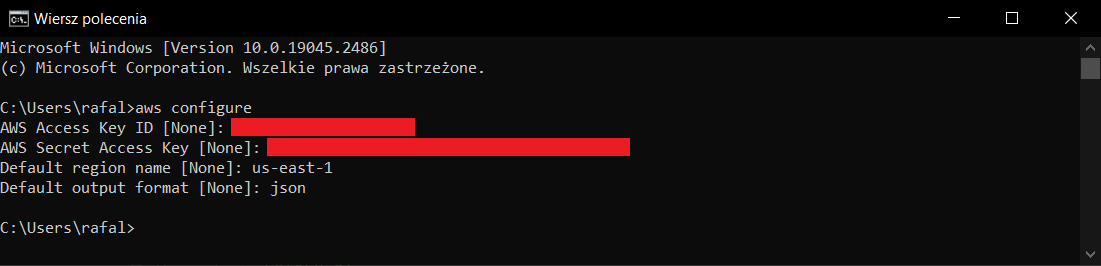 Wiersz polecenia
Microsoft Windows [Version 10.0.19045.2486]
(c) Microsoft Corporation. Wszelkie prawa zastrzeżone.
C:\Users\rafal>aws configure
AWS Access Key ID [None]:
AWS Secret Access Key [None]:
Default region name [None]: us-east-1
Default output format [None]: json
C:\Users\rafal>